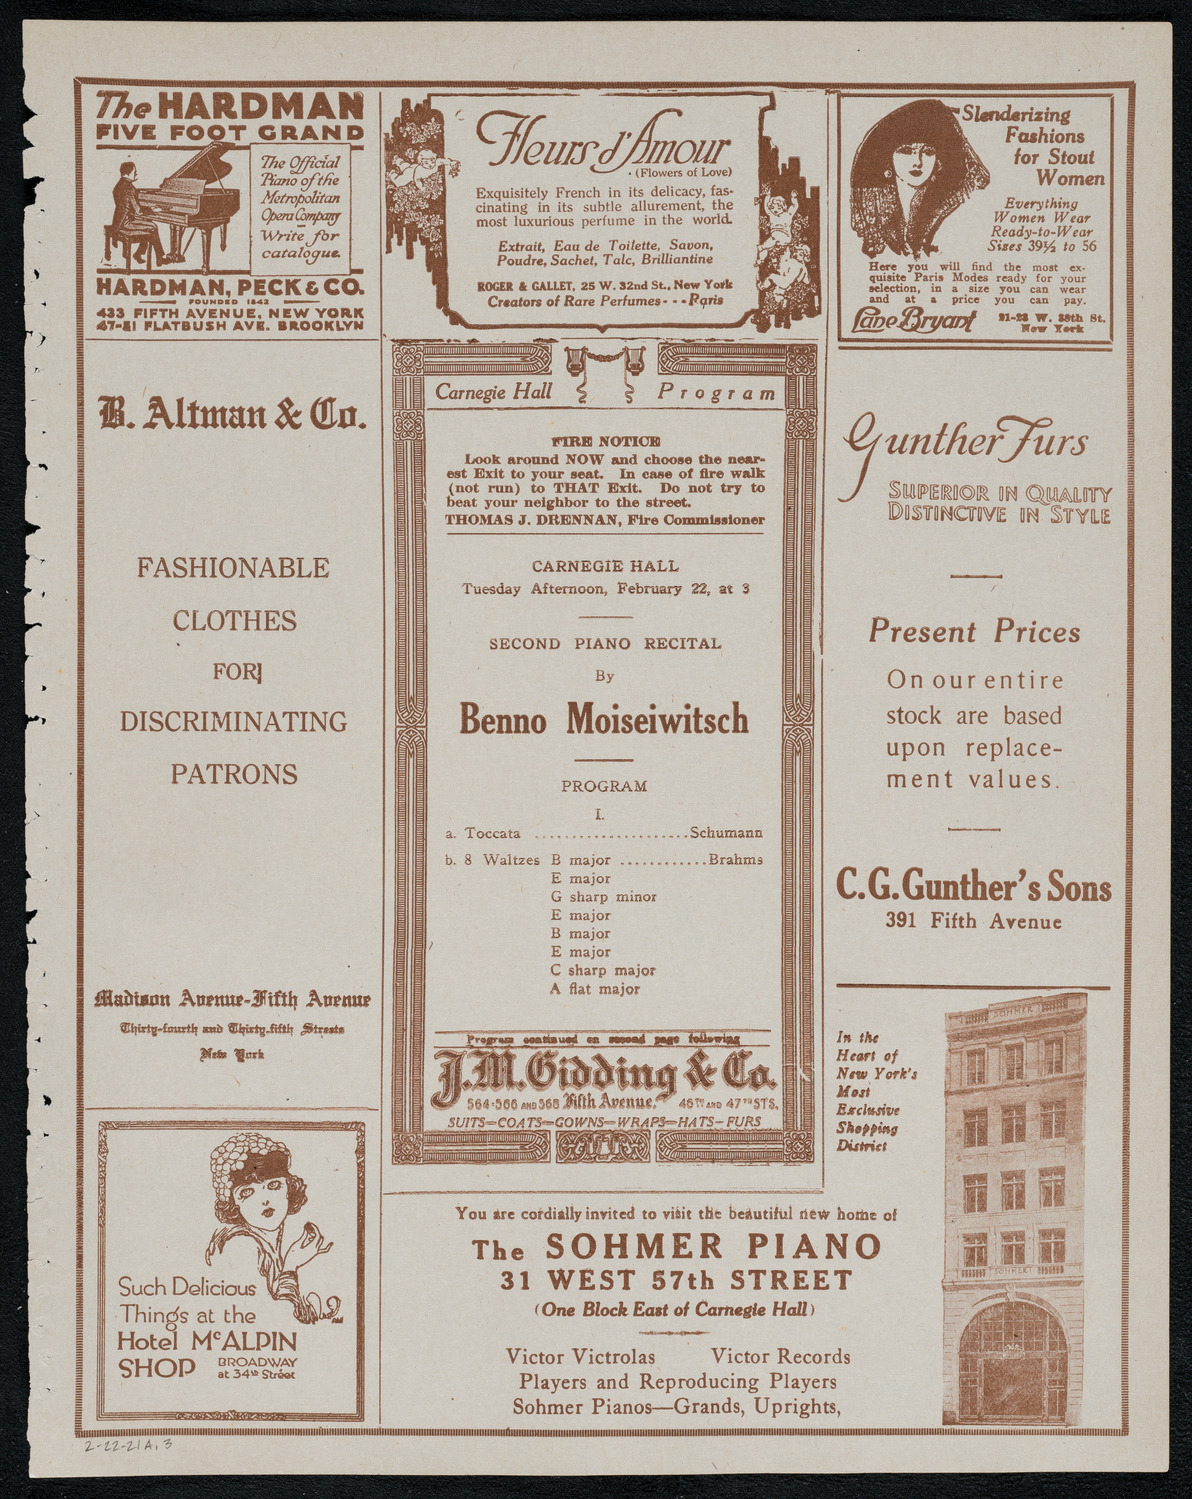 The HARDMAN
FIVE FOOT GRAND
The Official
Piano of the
Metropolitan
Opera Company
Write for
catalogue.
HARDMAN, PECK & CO.
FOUNDED 1842
433 FIFTH AVENUE, NEW YORK
47-51 FLATBUSH AVE. BROOKLYN
Fleurs d'Amour
(Flowers of Love)
Exquisitely French in its delicacy, fas-
cinating in its subtle allurement, the
most luxurious perfume in the world.
Extrait, Eau de Toilette, Savon,
Poudre, Sachet, Talc, Brilliantine
ROGER & GALLET, 25 W. 32nd St., New York
Creators of Rare Perfumes - - - Paris
Slenderizing
Fashions
for Stout
Women
Everything
Women Wear
Ready-to-Wear
Sizes 39½ to 56
Here you will find the most ex-
quisite Paris Modes ready for your
selection, in a size you can wear
and at a price you can pay.
Lane Bryant 21-23 W. 38th St.
New York
B. Altman & Co.
FASHIONABLE
CLOTHES
FOR
DISCRIMINATING
PATRONS
Madison Avenue-Fifth Avenue
Thirty-fourth and Thirty-fifth Streets
New York
Such Delicious
Things at the
Hotel McALPIN
SHOP BROADWAY
at 34th Street
Carnegie Hall Program
FIRE NOTICE
Look around NOW and choose the near-
est Exit to your seat. In case of fire walk
(not run) to THAT Exit. Do not try to
beat your neighbor to the street.
THOMAS J. DRENNAN, Fire Commissioner
CARNEGIE HALL
Tuesday Afternoon, February 22, at 3
SECOND PIANO RECITAL
By
Benno Moiseiwitsch
PROGRAM
I.
a. Toccata ......................Schumann
b. 8 Waltzes B major ............Brahms
E major
G sharp minor
E major
B major
E major
C sharp major
A flat major
Program continued on second page following
J.M. Gidding & Co.
564-566 AND 568 Fifth Avenue, 46TH AND 47TH STS.
SUITS-COATS-GOWNS-WRAPS-HATS-FURS
Gunther Furs
SUPERIOR IN QUALITY
DISTINCTIVE IN STYLE
Present Prices
On our entire
stock are based
upon replace-
ment values.
C.G. Gunther's Sons
391 Fifth Avenue
In the
Heart of
New York's
Most
Exclusive
Shopping
District
SOHMER
SOHMER
You are cordially invited to visit the beautiful new home of
The SOHMER PIANO
31 WEST 57th STREET
(One Block East of Carnegie Hall)
Victor Victrolas Victor Records
Players and Reproducing Players
Sohmer Pianos—Grands, Uprights,
2-22-21A.3